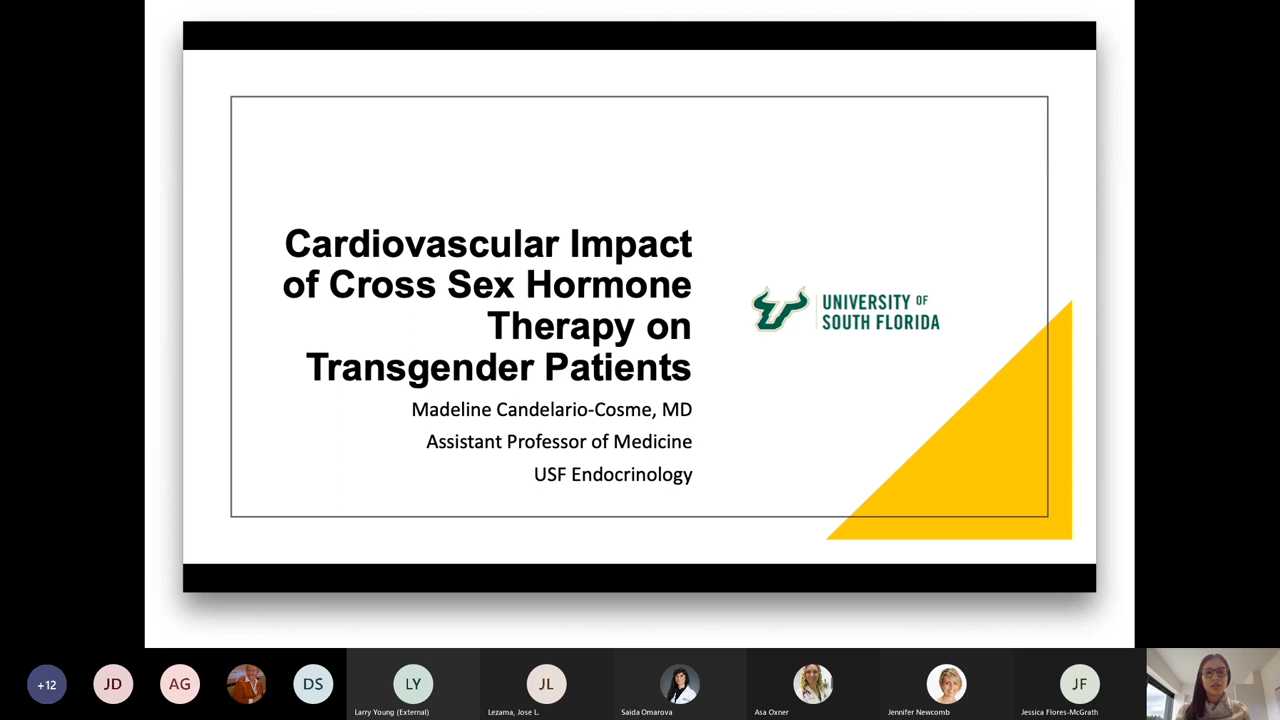 Cardiovascular Impact
of Cross Sex Hormone
Therapy on
Transgender Patients
Madeline Candelario-Cosme, MD
Assistant Professor of Medicine
USF Endocrinology
UNIVERSITY OF
SOUTH FLORIDA
+12
JD
AG
DS
LY
Larry Young (External)
JL
Lezama, Jose L.
Saida Omarova
Asa Oxner
Jennifer Newcomb
JF
Jessica Flores-McGrath